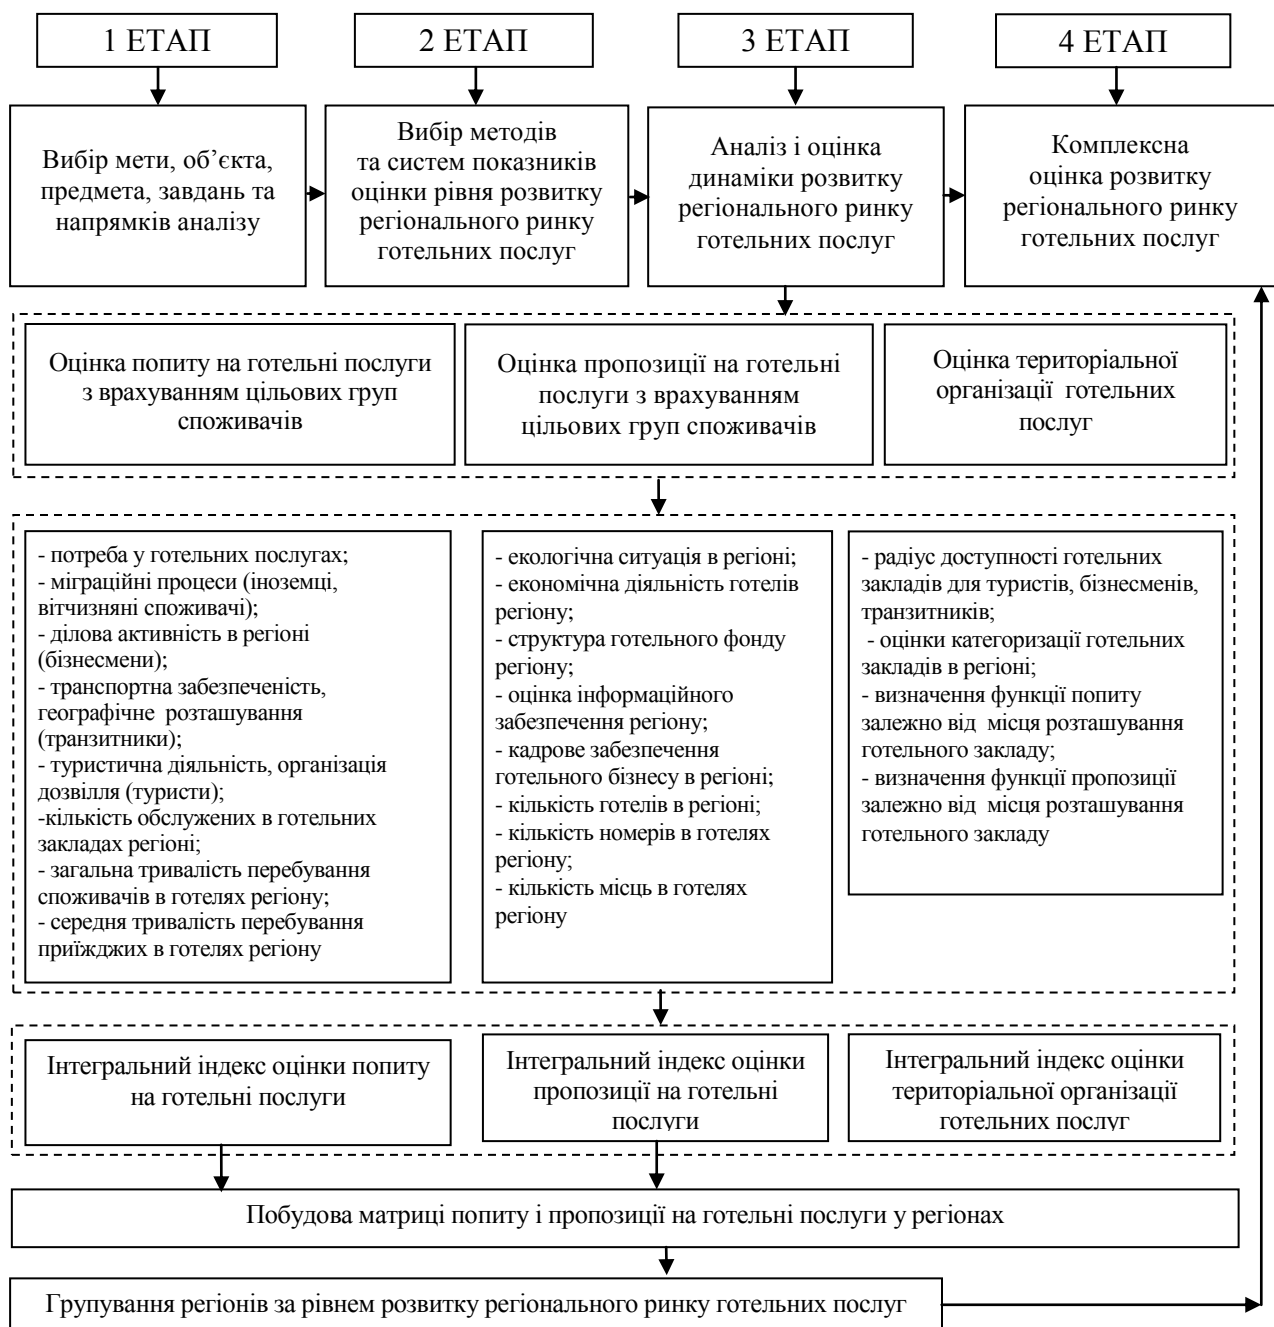 1 ЕТАП
2 ЕТАП
3 ЕТАП
4 ЕТАП
Вибір мети, об’єкта,
предмета, завдань та
напрямків аналізу
Вибір методів
та систем показників
оцінки рівня розвитку
регіонального ринку
готельних послуг
Аналіз і оцінка
динаміки розвитку
регіонального ринку
готельних послуг
Комплексна
оцінка розвитку
регіонального ринку
готельних послуг
Оцінка попиту на готельні послуги
з врахуванням цільових груп
споживачів
Оцінка пропозиції на готельні
послуги з врахуванням
цільових груп споживачів
Оцінка територіальної
організації готельних
послуг
- потреба у готельних послугах;
- міграційні процеси (іноземці,
вітчизняні споживачі);
- ділова активність в регіоні
(бізнесмени);
- транспортна забезпеченість,
географічне розташування
(транзитники);
- туристична діяльність, організація
дозвілля (туристи);
-кількість обслужених в готельних
закладах регіоні;
- загальна тривалість перебування
споживачів в готелях регіону;
- середня тривалість перебування
приїжджих в готелях регіону
- екологічна ситуація в регіоні;
- економічна діяльність готелів
регіону;
- структура готельного фонду
регіону;
- оцінка інформаційного
забезпечення регіону;
- кадрове забезпечення
готельного бізнесу в регіоні;
- кількість готелів в регіоні;
- кількість номерів в готелях
регіону;
- кількість місць в готелях
регіону
- радіус доступності готельних
закладів для туристів, бізнесменів,
транзитників;
- оцінки категоризації готельних
закладів в регіоні;
- визначення функції попиту
залежно від місця розташування
готельного закладу;
- визначення функції пропозиції
залежно від місця розташування
готельного закладу
Інтегральний індекс оцінки попиту
на готельні послуги
Інтегральний індекс оцінки
пропозиції на готельні
послуги
Інтегральний індекс оцінки
територіальної організації
готельних послуг
Побудова матриці попиту і пропозиції на готельні послуги у регіонах
Групування регіонів за рівнем розвитку регіонального ринку готельних послуг